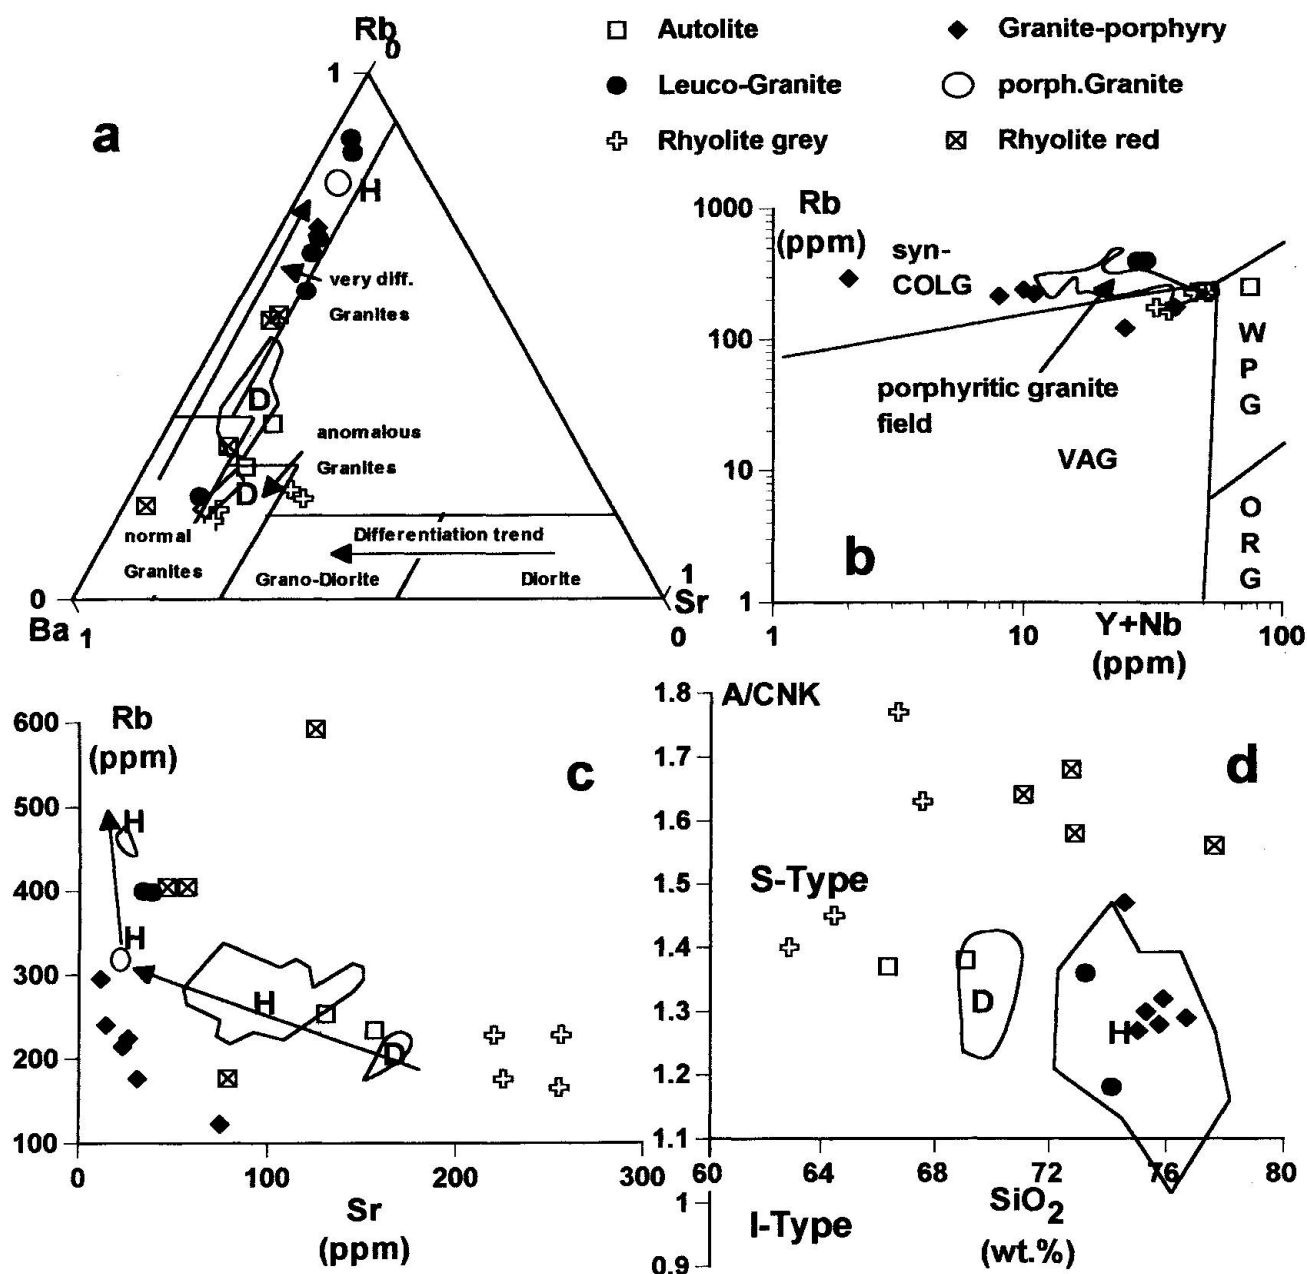 Autolite
Granite-porphyry
Leuco-Granite
porph.Granite
Rhyolite grey
Rhyolite red
a
Rb
0
1
H
very diff.
Granites
D
anomalous
Granites
D
normal
Granites
Differentiation trend
Grano-Diorite
Diorite
0
Ba
1
1
Sr
0
b
Rb
(ppm)
1000
100
10
1
syn-
COLG
porphyritic granite
field
VAG
W
P
G
O
R
G
1
10
100
Y+Nb
(ppm)
c
Rb
(ppm)
600
500
400
300
200
100
H
H
H
D
0
100
200
300
Sr
(ppm)
d
A/CNK
1.8
1.7
1.6
1.5
1.4
1.3
1.2
1.1
1
0.9
S-Type
D
H
60
64
68
72
76
80
SiO2
(wt.%)
I-Type